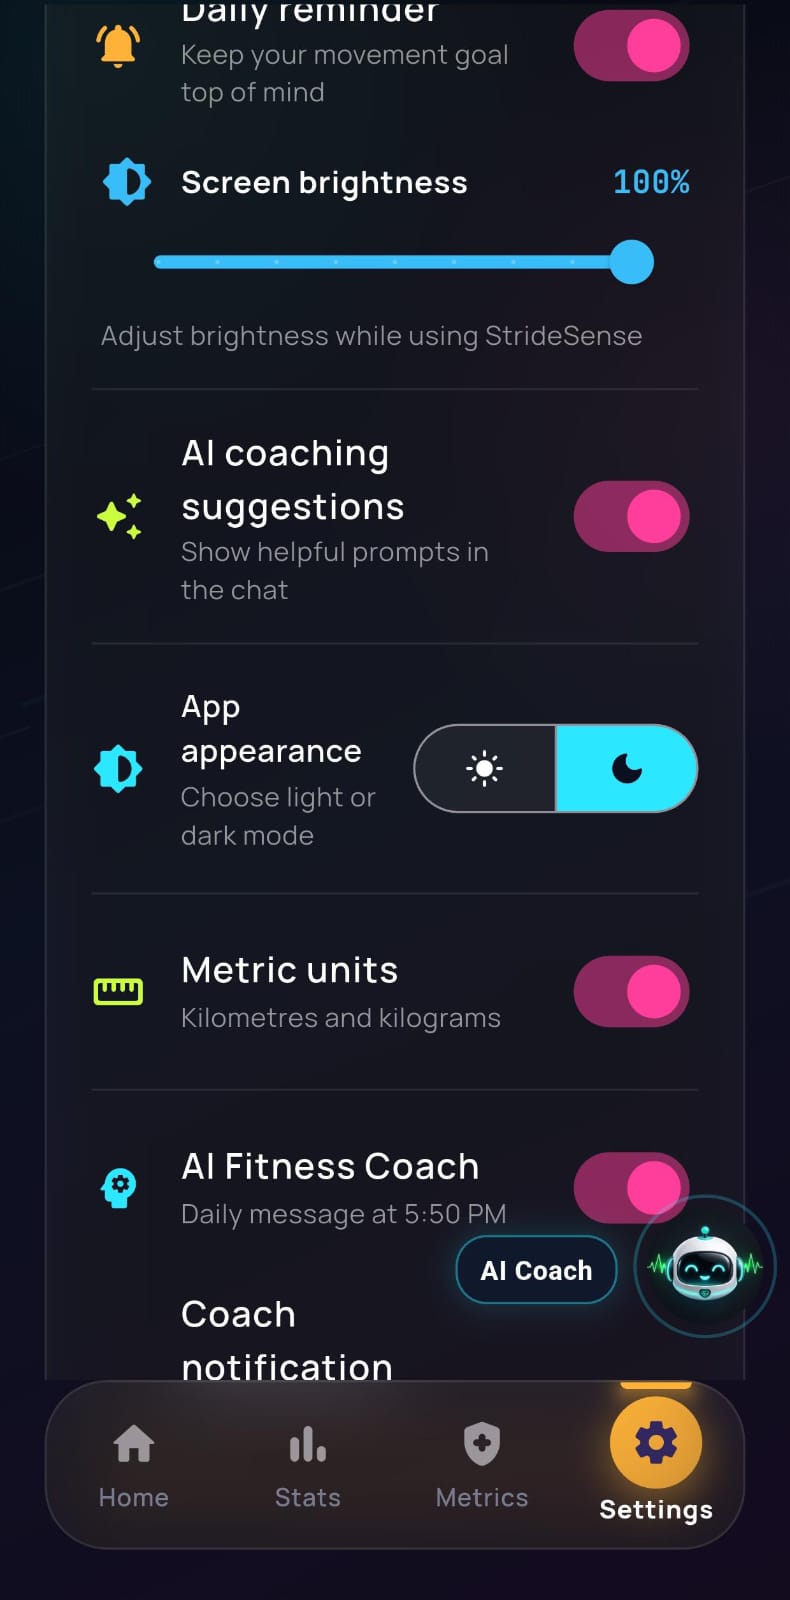 Daily reminder
Keep your movement goal
top of mind
Screen brightness
100%
Adjust brightness while using StrideSense
AI coaching
suggestions
Show helpful prompts in
the chat
App
appearance
Choose light or
dark mode
Metric units
Kilometres and kilograms
AI Fitness Coach
Daily message at 5:50 PM
AI Coach
Coach
notification
Home
Stats
Metrics
Settings